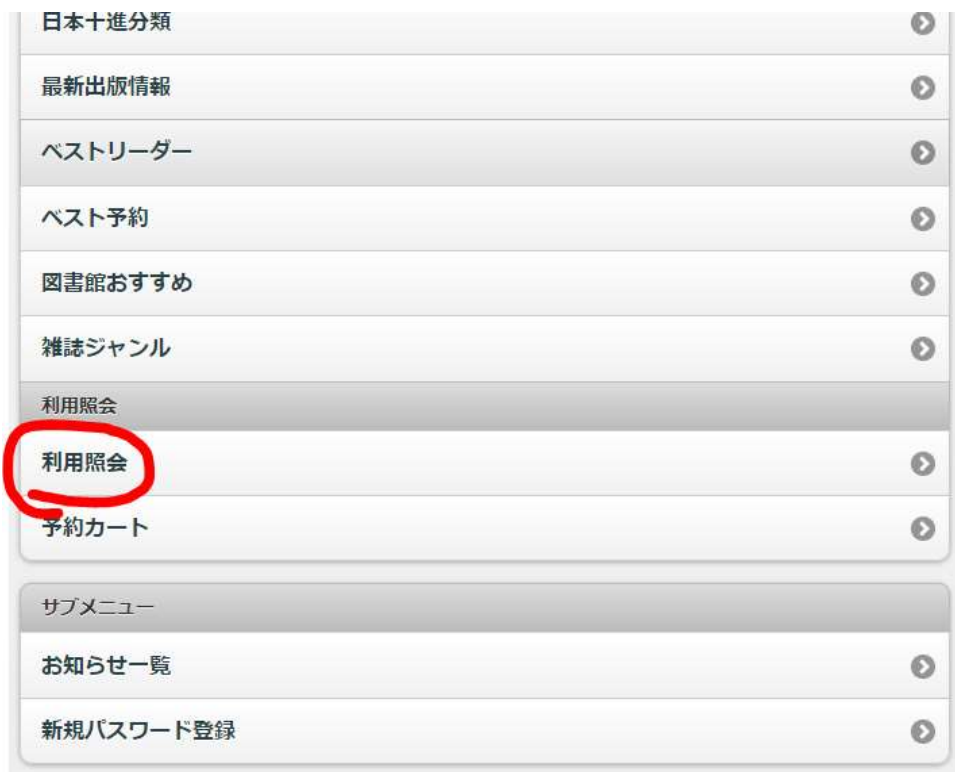 日本十進分類
最新出版情報
ベストリーダー
ベスト予約
図書館おすすめ
雑誌ジャンル
利用照会
利用照会
予約カート
サブメニュー
お知らせ一覧
新規パスワード登録